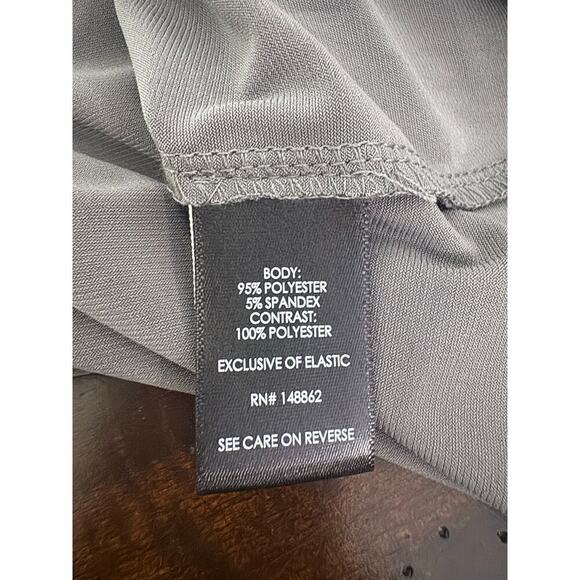 BODY:
95% POLYESTER
5% SPANDEX
CONTRAST:
100% POLYESTER
EXCLUSIVE OF ELASTIC
RN# 148862
SEE CARE ON REVERSE